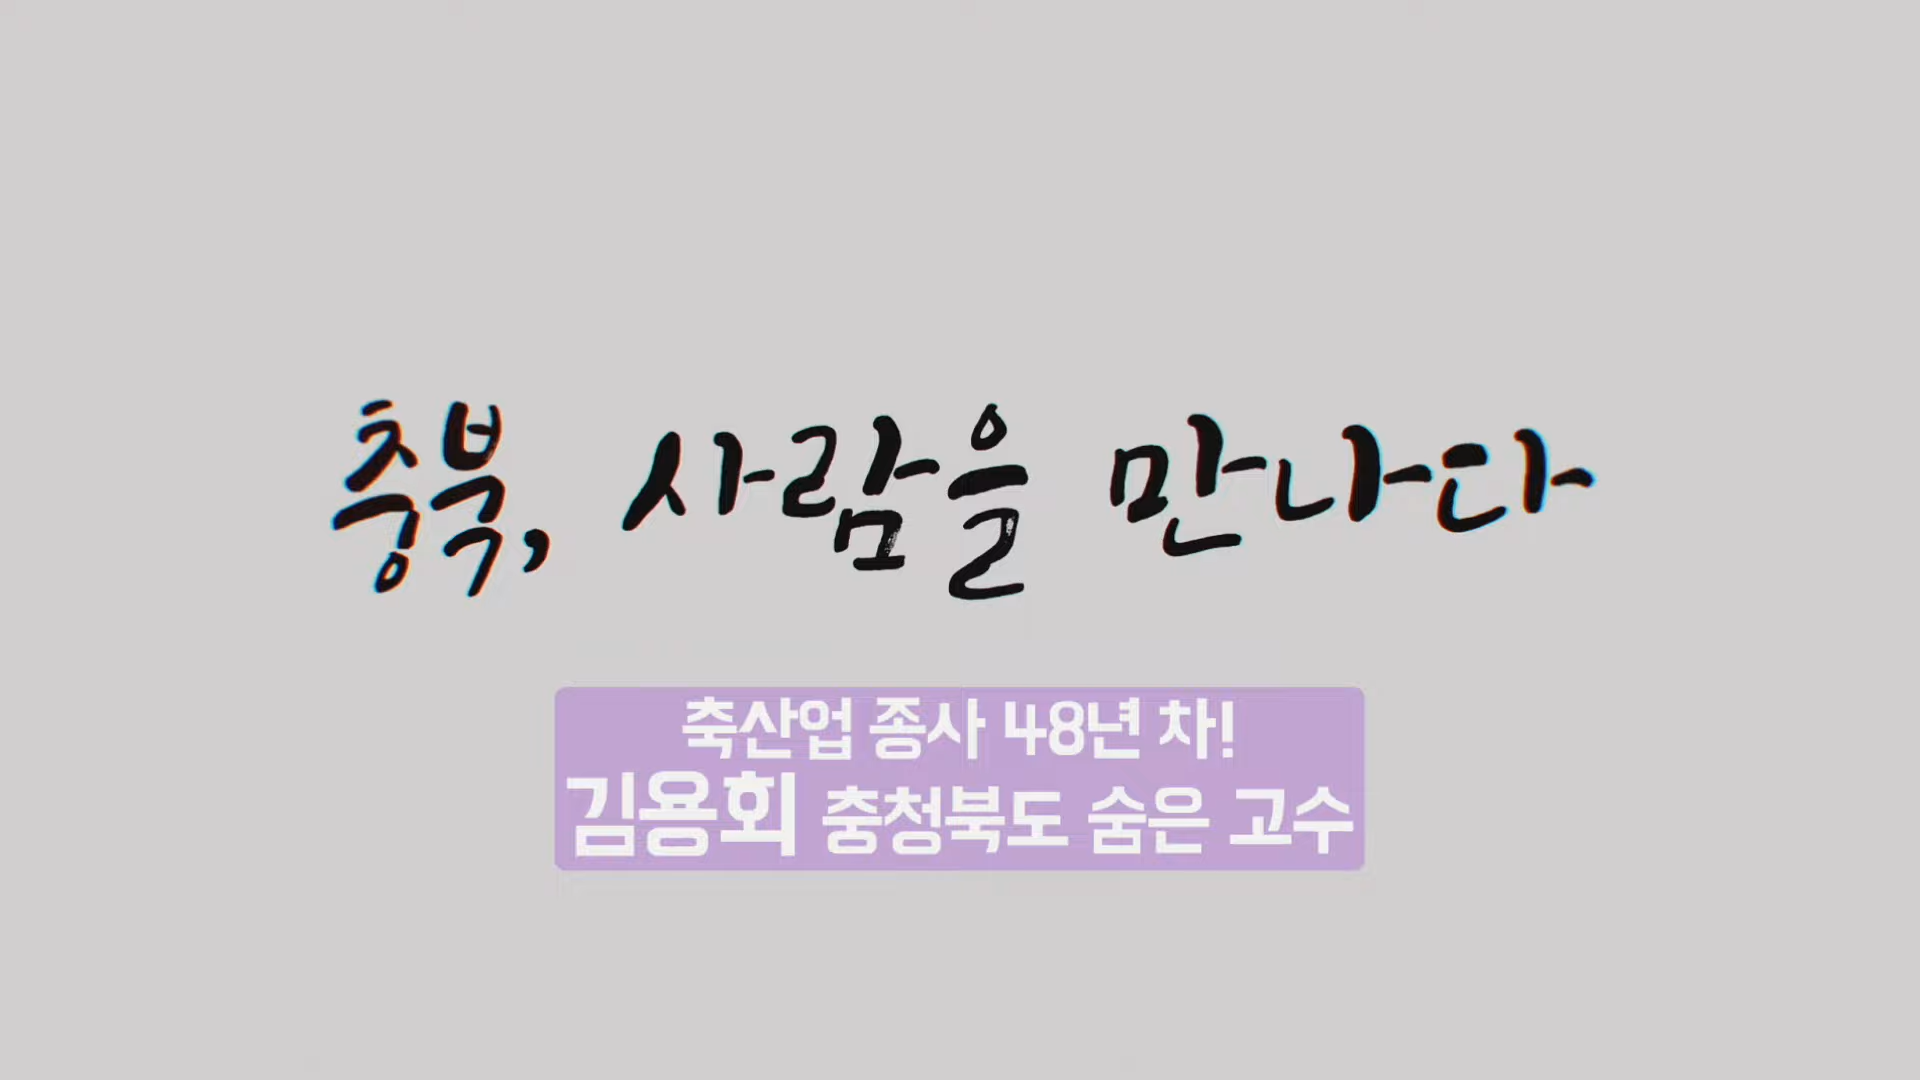 충북, 사람을 만나다
축산업 종사 48년 차!
김용회 충청북도 숨은 고수